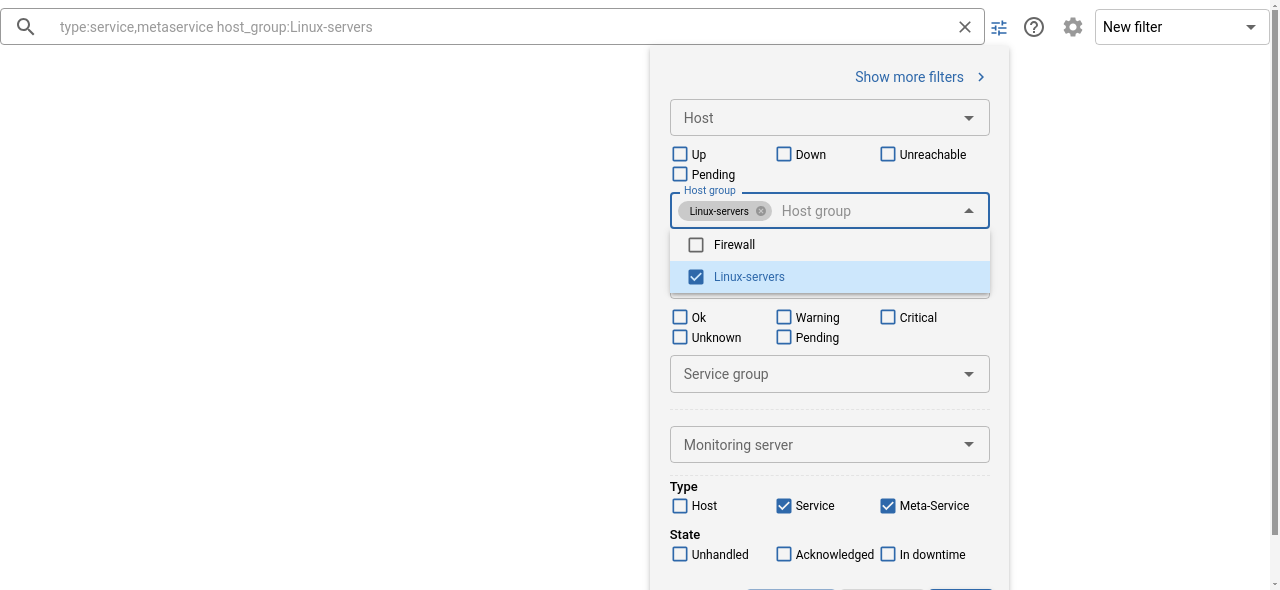 type:service,metaservice host_group:Linux-servers
New filter
Show more filters
Host
Up Down Unreachable
Pending
Host group
Linux-servers Host group
Firewall
Linux-servers
Ok Warning Critical
Unknown Pending
Service group
Monitoring server
Type
Host Service Meta-Service
State
Unhandled Acknowledged In downtime